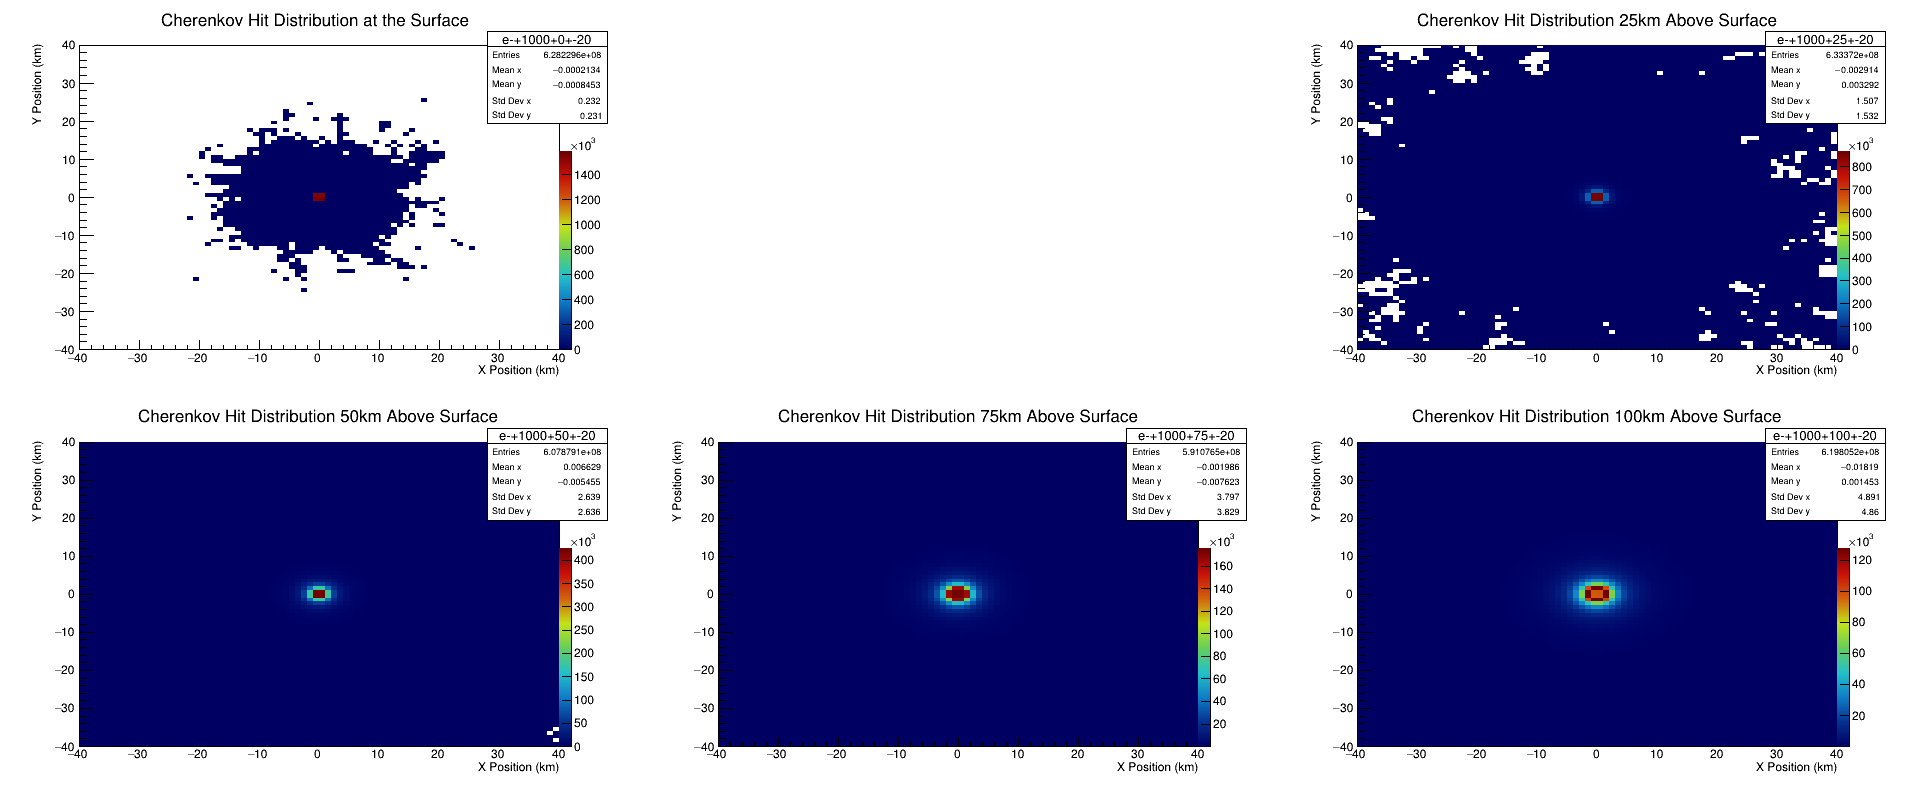 Cherenkov Hit Distribution at the Surface
e-+1000+0+-20
Entries 6.282296e+08
Mean x −0.0002134
Mean y −0.0008453
Std Dev x 0.232
Std Dev y 0.231
Y Position (km)
40
30
20
10
0
−10
−20
−30
−40
−40 −30 −20 −10 0 10 20 30 40
X Position (km)
×10³
1400
1200
1000
800
600
400
200
0
Cherenkov Hit Distribution 25km Above Surface
e-+1000+25+-20
Entries 6.33372e+08
Mean x −0.002914
Mean y 0.003292
Std Dev x 1.507
Std Dev y 1.532
Y Position (km)
40
30
20
10
0
−10
−20
−30
−40
−40 −30 −20 −10 0 10 20 30 40
X Position (km)
×10³
800
700
600
500
400
300
200
100
0
Cherenkov Hit Distribution 50km Above Surface
e-+1000+50+-20
Entries 6.078791e+08
Mean x 0.006629
Mean y −0.005455
Std Dev x 2.639
Std Dev y 2.636
Y Position (km)
40
30
20
10
0
−10
−20
−30
−40
−40 −30 −20 −10 0 10 20 30 40
X Position (km)
×10³
400
350
300
250
200
150
100
50
0
Cherenkov Hit Distribution 75km Above Surface
e-+1000+75+-20
Entries 5.910765e+08
Mean x −0.001986
Mean y −0.007623
Std Dev x 3.797
Std Dev y 3.829
Y Position (km)
40
30
20
10
0
−10
−20
−30
−40
−40 −30 −20 −10 0 10 20 30 40
X Position (km)
×10³
160
140
120
100
80
60
40
20
Cherenkov Hit Distribution 100km Above Surface
e-+1000+100+-20
Entries 6.198052e+08
Mean x −0.01819
Mean y 0.001453
Std Dev x 4.891
Std Dev y 4.86
Y Position (km)
40
30
20
10
0
−10
−20
−30
−40
−40 −30 −20 −10 0 10 20 30 40
X Position (km)
×10³
120
100
80
60
40
20